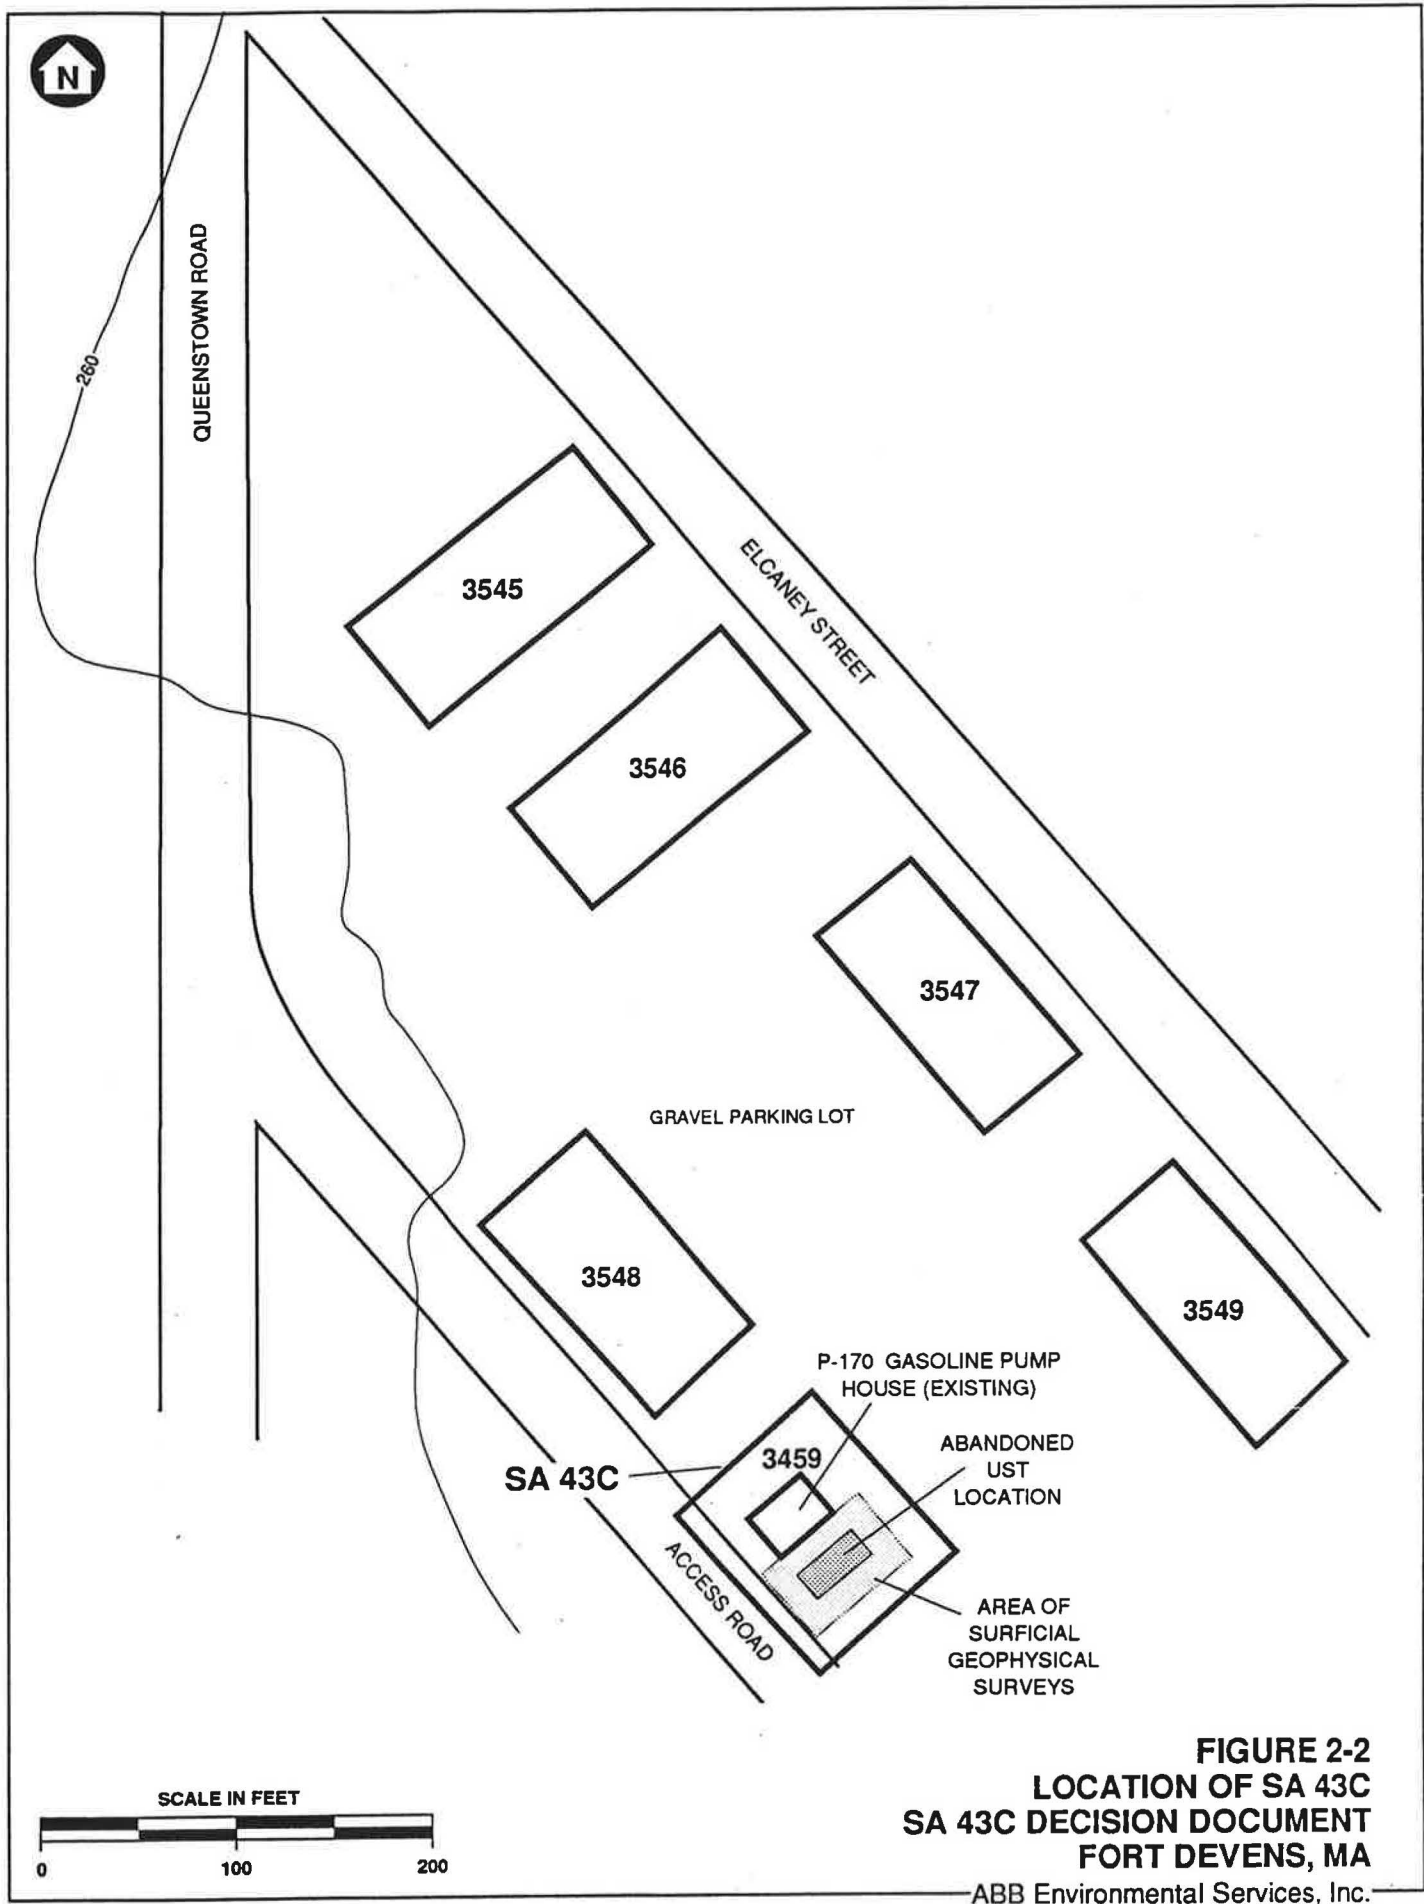 N
QUEENSTOWN ROAD
260
3545
ELCANEY STREET
3546
3547
GRAVEL PARKING LOT
3548
3549
P-170 GASOLINE PUMP
HOUSE (EXISTING)
ABANDONED
UST
LOCATION
3459
SA 43C
ACCESS ROAD
AREA OF
SURFICIAL
GEOPHYSICAL
SURVEYS
FIGURE 2-2
LOCATION OF SA 43C
SA 43C DECISION DOCUMENT
FORT DEVENS, MA
ABB Environmental Services, Inc.
SCALE IN FEET
0 100 200